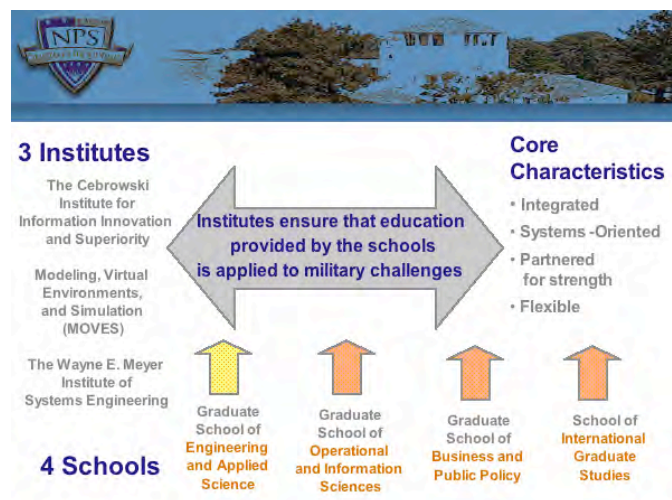 NPS
3 Institutes
The Cebrowski
Institute for
Information Innovation
and Superiority
Modeling, Virtual
Environments,
and Simulation
(MOVES)
The Wayne E. Meyer
Institute of
Systems Engineering
Institutes ensure that education
provided by the schools
is applied to military challenges
Core
Characteristics
• Integrated
• Systems -Oriented
• Partnered
for strength
• Flexible
4 Schools
Graduate
School of
Engineering
and Applied
Science
Graduate
School of
Operational
and Information
Sciences
Graduate
School of
Business and
Public Policy
School of
International
Graduate
Studies